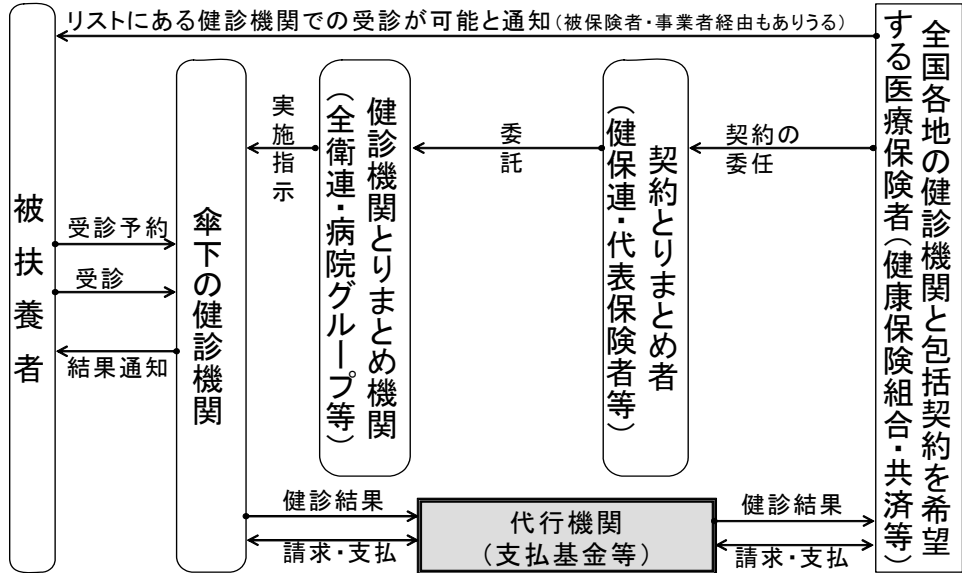 リストにある健診機関での受診が可能と通知(被保険者・事業者経由もありうる)
全国各地の健診機関と包括契約を希望
する医療保険者(健康保険組合・共済等)
契約の
委任
契約とりまとめ者
(健保連・代表保険者等)
委託
健診機関とりまとめ機関
(全衛連・病院グループ等)
実施指示
傘下の健診機関
被扶養者
受診予約
受診
結果通知
健診結果
請求・支払
代行機関
(支払基金等)
健診結果
請求・支払